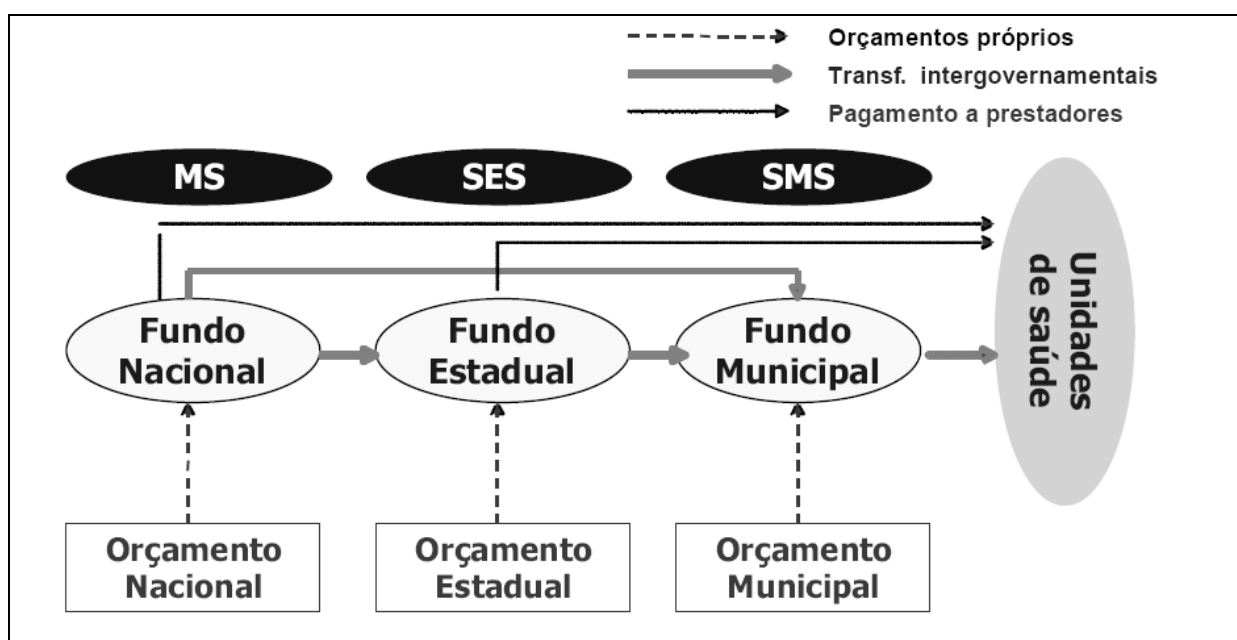 Orçamentos próprios
Transf. intergovernamentais
Pagamento a prestadores
MS
SES
SMS
Fundo
Nacional
Fundo
Estadual
Fundo
Municipal
Unidades
de saúde
Orçamento
Nacional
Orçamento
Estadual
Orçamento
Municipal